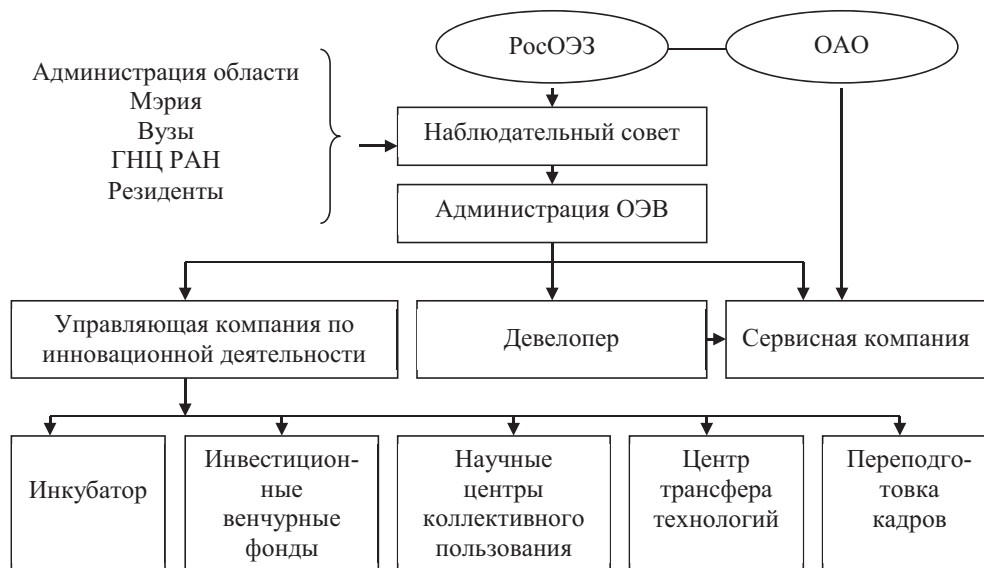 РосОЭЗ
ОАО
Администрация области
Мэрия
Вузы
ГНЦ РАН
Резиденты
Наблюдательный совет
Администрация ОЭВ
Управляющая компания по
инновационной деятельности
Девелопер
Сервисная компания
Инкубатор
Инвестицион-
ные
венчурные
фонды
Научные
центры
коллективного
пользования
Центр
трансфера
технологий
Переподго-
товка
кадров